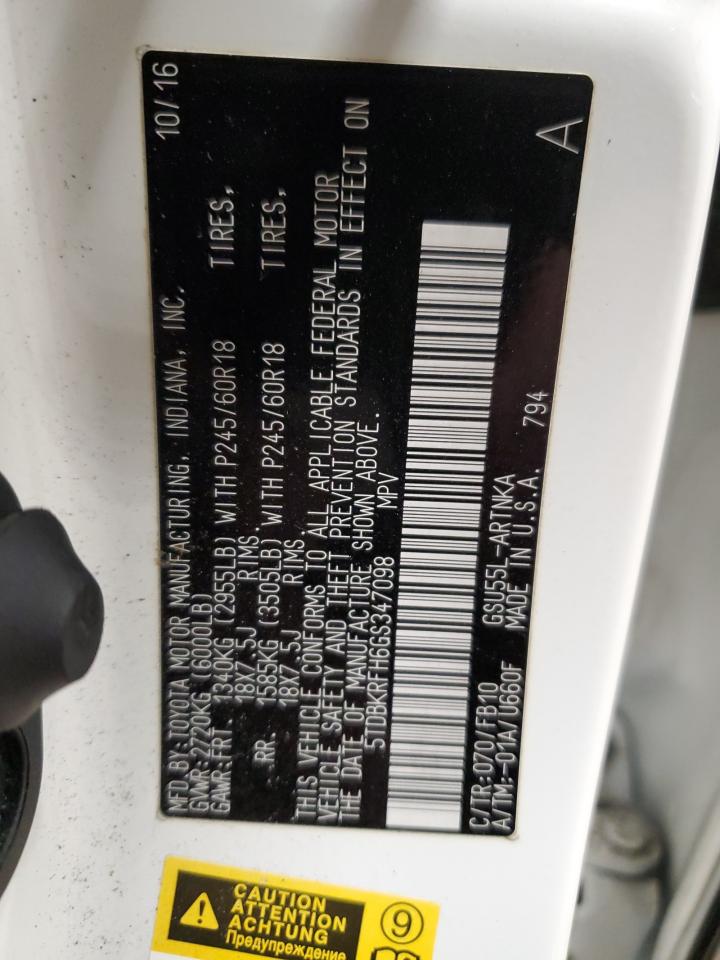 MFD BY: TOYOTA MOTOR MANUFACTURING, INDIANA, INC. 10/16
GVWR: 2720KG (6000LB)
GAWR: FRT. 1340KG (2955LB) WITH P245/60R18 TIRES,
18X7.5J RIMS.
RR. 1585KG (3505LB) WITH P245/60R18 TIRES,
18X7.5J RIMS
THIS VEHICLE CONFORMS TO ALL APPLICABLE FEDERAL MOTOR
VEHICLE SAFETY AND THEFT PREVENTION STANDARDS IN EFFECT ON
THE DATE OF MANUFACTURE SHOWN ABOVE.
5TDBKRFH6GS347098 MPV
A
C/TR: 070/FB10 GSU55L-ARTNKA
A/TM:-01A/U660F MADE IN U.S.A. 794
CAUTION
ATTENTION
ACHTUNG
Предупреждение
9